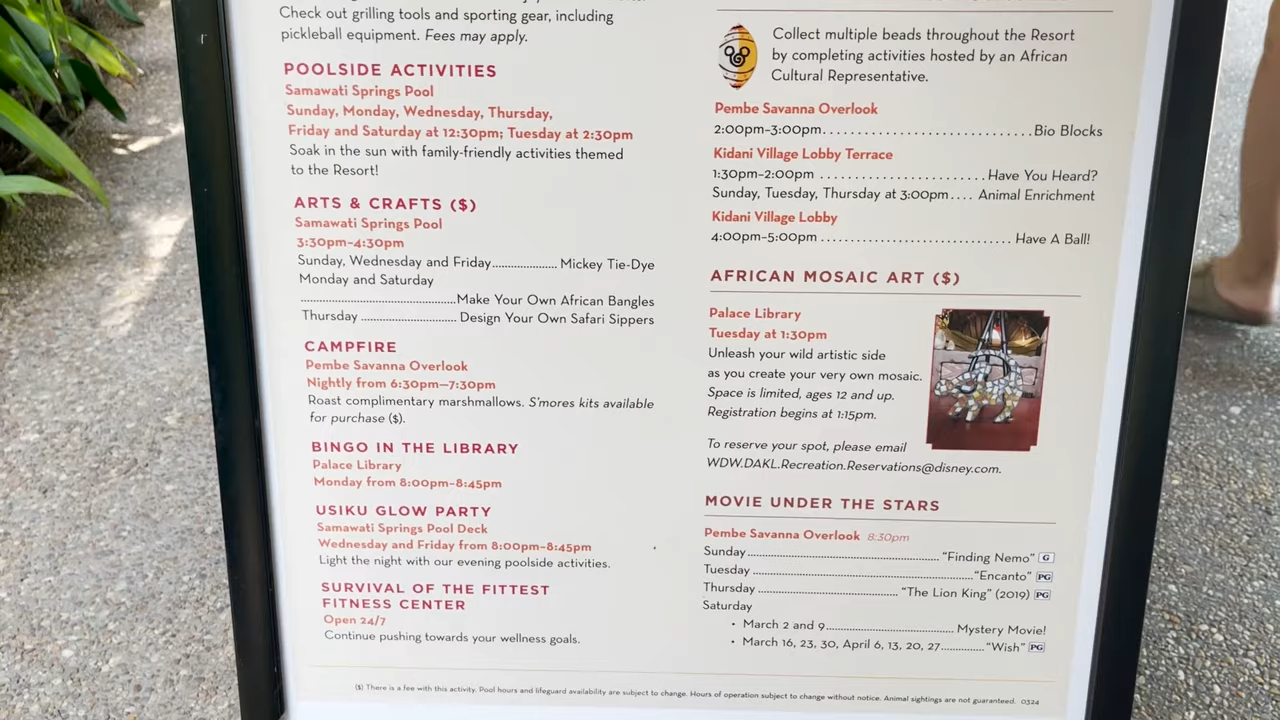 Check out grilling tools and sporting gear, including
pickleball equipment. Fees may apply.
POOLSIDE ACTIVITIES
Samawati Springs Pool
Sunday, Monday, Wednesday, Thursday,
Friday and Saturday at 12:30pm; Tuesday at 2:30pm
Soak in the sun with family-friendly activities themed
to the Resort!
ARTS & CRAFTS ($)
Samawati Springs Pool
3:30pm–4:30pm
Sunday, Wednesday and Friday.................... Mickey Tie-Dye
Monday and Saturday
................................................Make Your Own African Bangles
Thursday ............................. Design Your Own Safari Sippers
CAMPFIRE
Pembe Savanna Overlook
Nightly from 6:30pm—7:30pm
Roast complimentary marshmallows. S'mores kits available
for purchase ($).
BINGO IN THE LIBRARY
Palace Library
Monday from 8:00pm–8:45pm
USIKU GLOW PARTY
Samawati Springs Pool Deck
Wednesday and Friday from 8:00pm–8:45pm
Light the night with our evening poolside activities.
SURVIVAL OF THE FITTEST
FITNESS CENTER
Open 24/7
Continue pushing towards your wellness goals.
Collect multiple beads throughout the Resort
by completing activities hosted by an African
Cultural Representative.
Pembe Savanna Overlook
2:00pm–3:00pm. . . . . . . . . . . . . . . . . . . . . . . . . . . . . . . . Bio Blocks
Kidani Village Lobby Terrace
1:30pm–2:00pm . . . . . . . . . . . . . . . . . . . . . . . . . Have You Heard?
Sunday, Tuesday, Thursday at 3:00pm . . . . Animal Enrichment
Kidani Village Lobby
4:00pm–5:00pm . . . . . . . . . . . . . . . . . . . . . . . . . . . . . Have A Ball!
AFRICAN MOSAIC ART ($)
Palace Library
Tuesday at 1:30pm
Unleash your wild artistic side
as you create your very own mosaic.
Space is limited, ages 12 and up.
Registration begins at 1:15pm.
To reserve your spot, please email
WDW.DAKL.Recreation.Reservations@disney.com.
MOVIE UNDER THE STARS
Pembe Savanna Overlook 8:30pm
Sunday........................................................... "Finding Nemo" G
Tuesday .................................................................... "Encanto" PG
Thursday ........................................... "The Lion King" (2019) PG
Saturday
• March 2 and 9....................................... Mystery Movie!
• March 16, 23, 30, April 6, 13, 20, 27............. "Wish" PG
($) There is a fee with this activity. Pool hours and lifeguard availability are subject to change. Hours of operation subject to change without notice. Animal sightings are not guaranteed. 0324